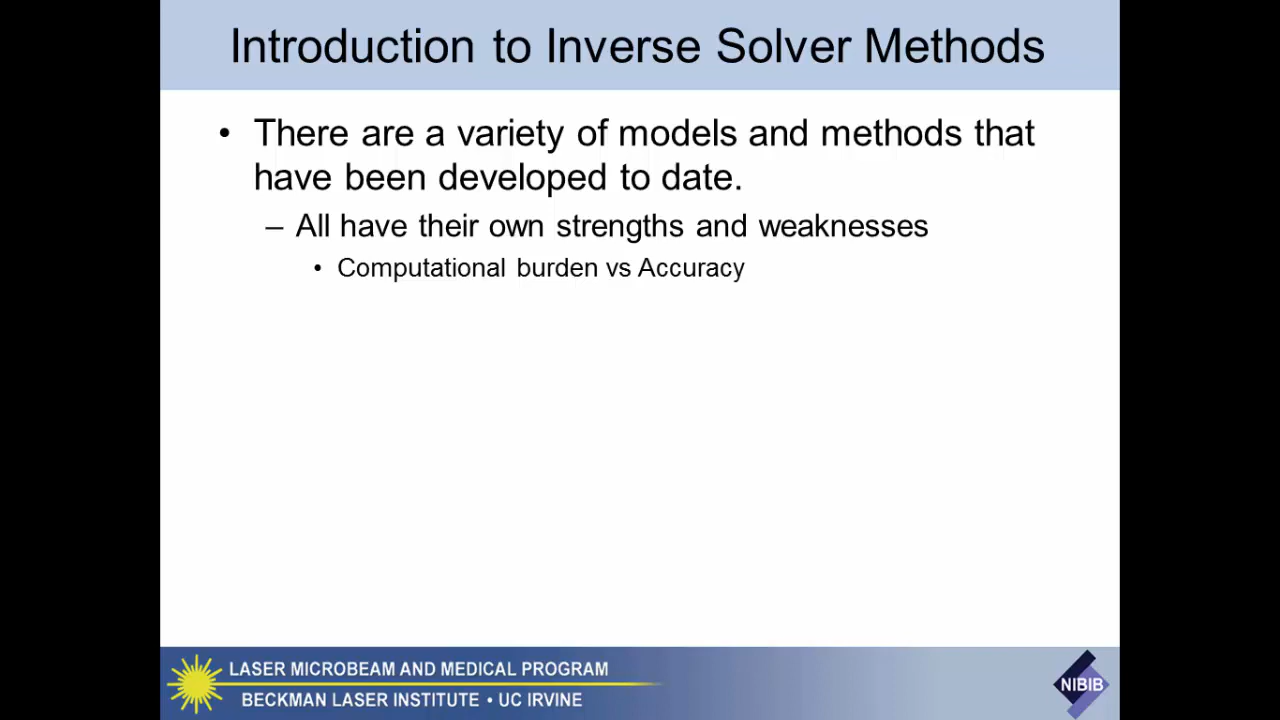 Introduction to Inverse Solver Methods
• There are a variety of models and methods that
have been developed to date.
– All have their own strengths and weaknesses
• Computational burden vs Accuracy
LASER MICROBEAM AND MEDICAL PROGRAM
BECKMAN LASER INSTITUTE • UC IRVINE
NIBIB